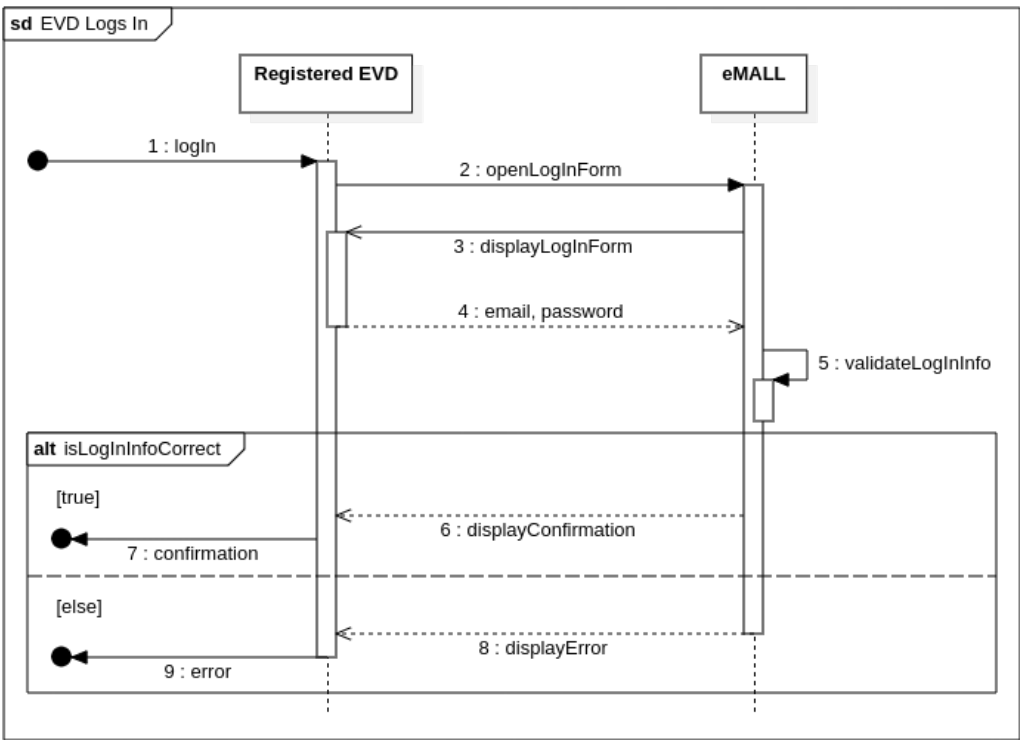 sd EVD Logs In
Registered EVD
eMALL
1 : logIn
2 : openLogInForm
3 : displayLogInForm
4 : email, password
5 : validateLogInInfo
alt isLogInInfoCorrect
[true]
6 : displayConfirmation
7 : confirmation
[else]
8 : displayError
9 : error